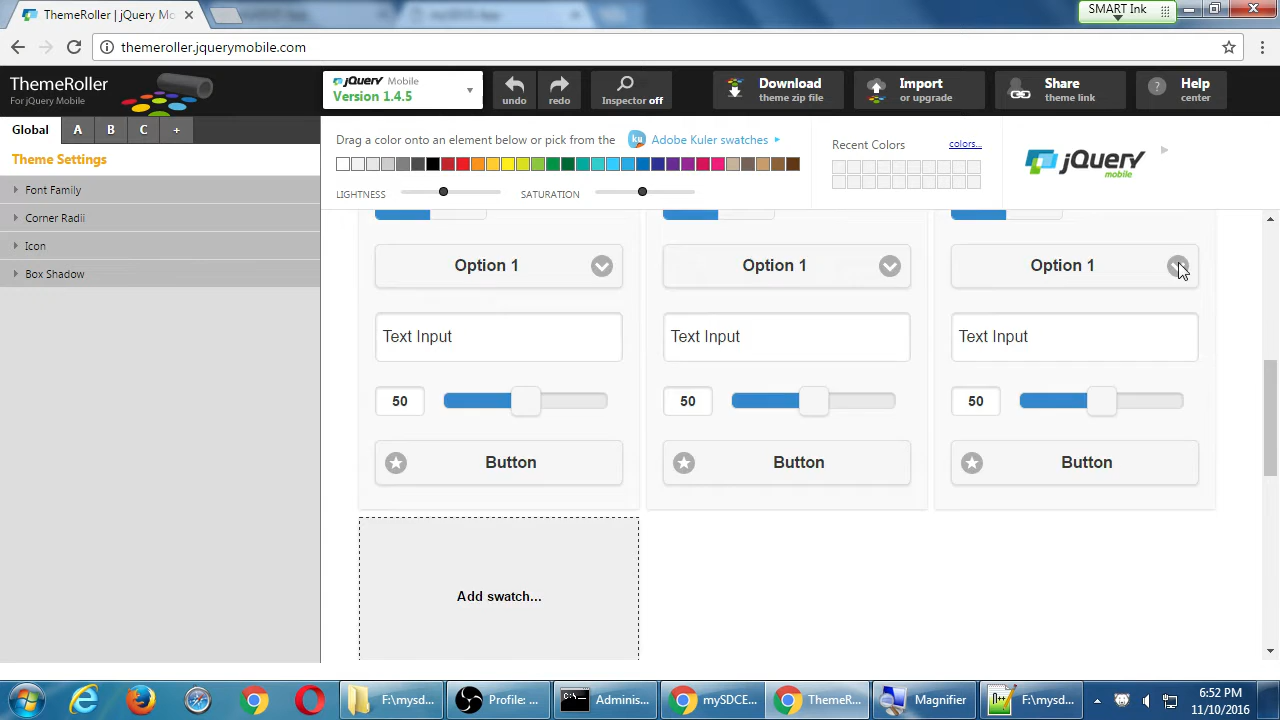 ThemeRoller | jQuery Mo
SMART Ink
themeroller.jquerymobile.com
ThemeRoller
For jQuery Mobile
jQuery Mobile
Version 1.4.5
undo
redo
Inspector off
Download
theme zip file
Import
or upgrade
Share
theme link
Help
center
Global
A
B
C
+
Theme Settings
Font Family
Corner Radii
Icon
Box Shadow
Drag a color onto an element below or pick from the
ku
Adobe Kuler swatches
LIGHTNESS
SATURATION
Recent Colors
colors...
jQuery
mobile
Option 1
Option 1
Option 1
Text Input
Text Input
Text Input
50
50
50
Button
Button
Button
Add swatch...
F:\mysd...
Profile: ...
Adminis...
mySDCE...
ThemeR...
Magnifier
F:\mysd...
6:52 PM
11/10/2016